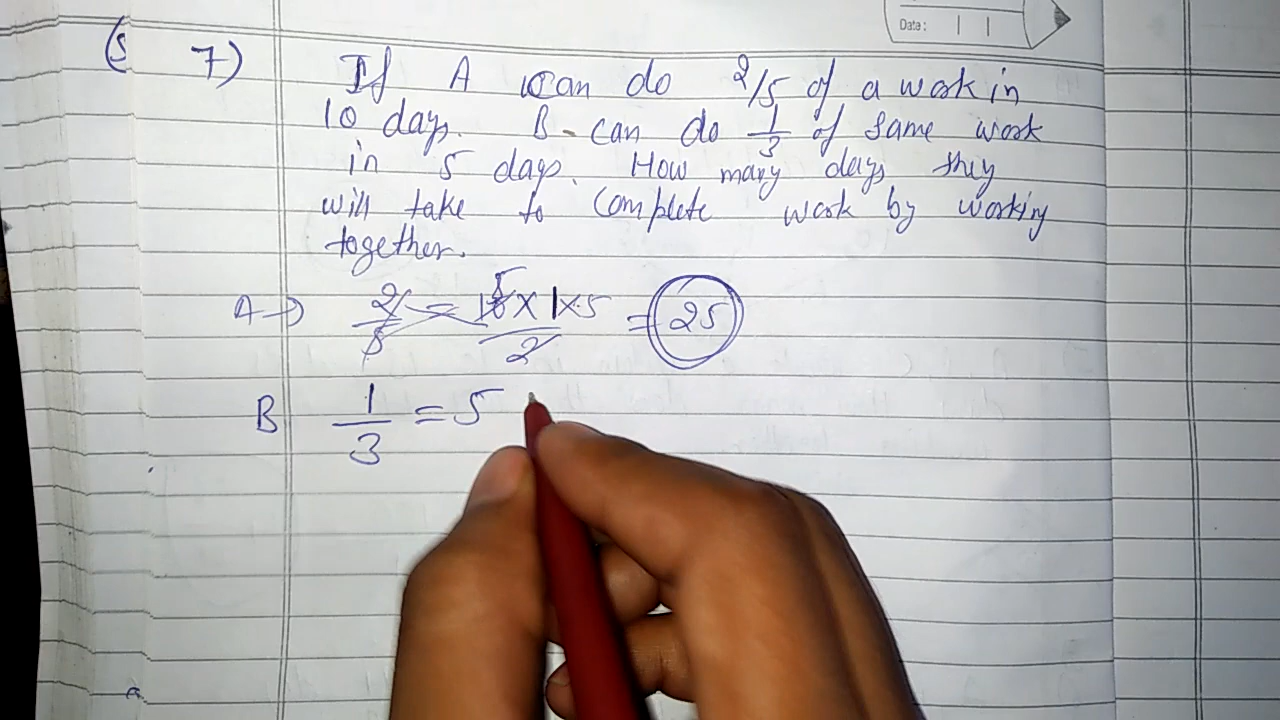 Date:
(5 7) If A can do 2/5 of a work in
10 days. B can do 1/3 of same work
in 5 days. How many days they
will take to complete work by working
together.
A → 2/5 = 10 5 × 1 × 5 / 2 = 25
B 1/3 = 5